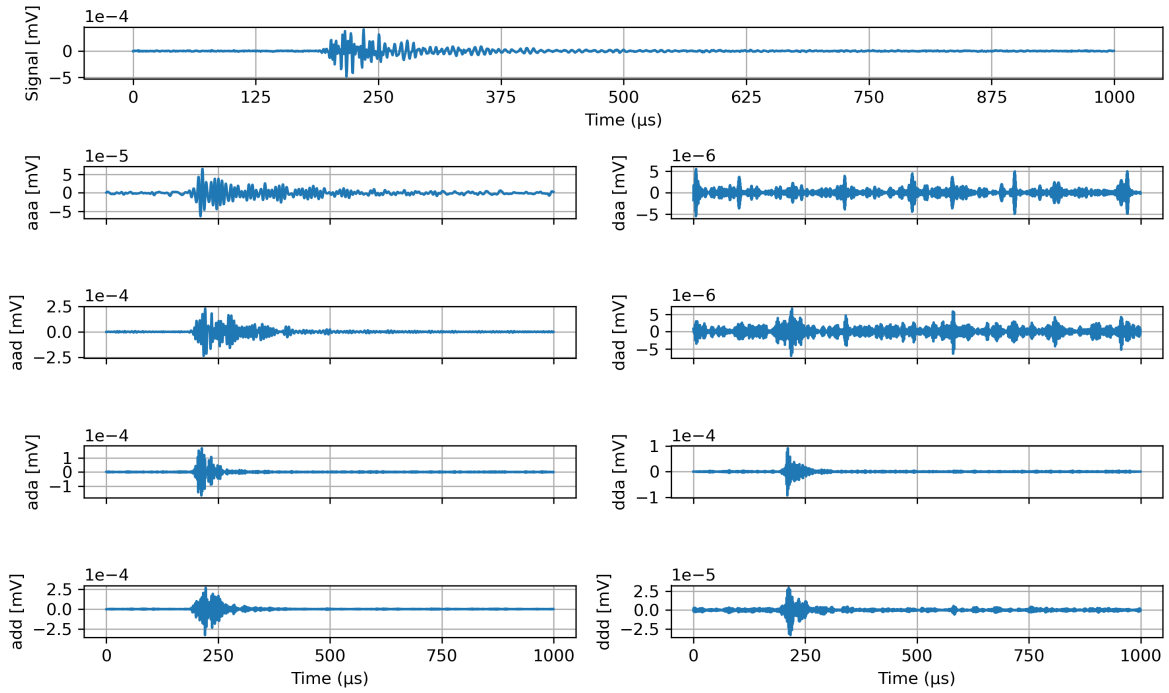 1e−4
Signal [mV]
0
−5
0 125 250 375 500 625 750 875 1000
Time (μs)
1e−5
aaa [mV]
5
0
−5
1e−6
daa [mV]
5
0
−5
1e−4
aad [mV]
2.5
0.0
−2.5
1e−6
dad [mV]
5
0
−5
1e−4
ada [mV]
1
0
−1
1e−4
dda [mV]
1
0
−1
1e−4
add [mV]
2.5
0.0
−2.5
0 250 500 750 1000
Time (μs)
1e−5
ddd [mV]
2.5
0.0
−2.5
0 250 500 750 1000
Time (μs)